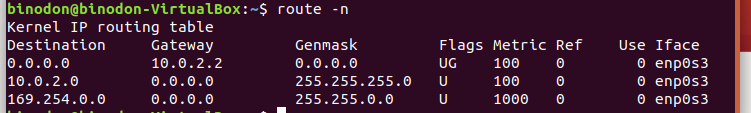 binodon@binodon-VirtualBox:~$ route -n
Kernel IP routing table
Destination Gateway Genmask Flags Metric Ref Use Iface
0.0.0.0 10.0.2.2 0.0.0.0 UG 100 0 0 enp0s3
10.0.2.0 0.0.0.0 255.255.255.0 U 100 0 0 enp0s3
169.254.0.0 0.0.0.0 255.255.0.0 U 1000 0 0 enp0s3